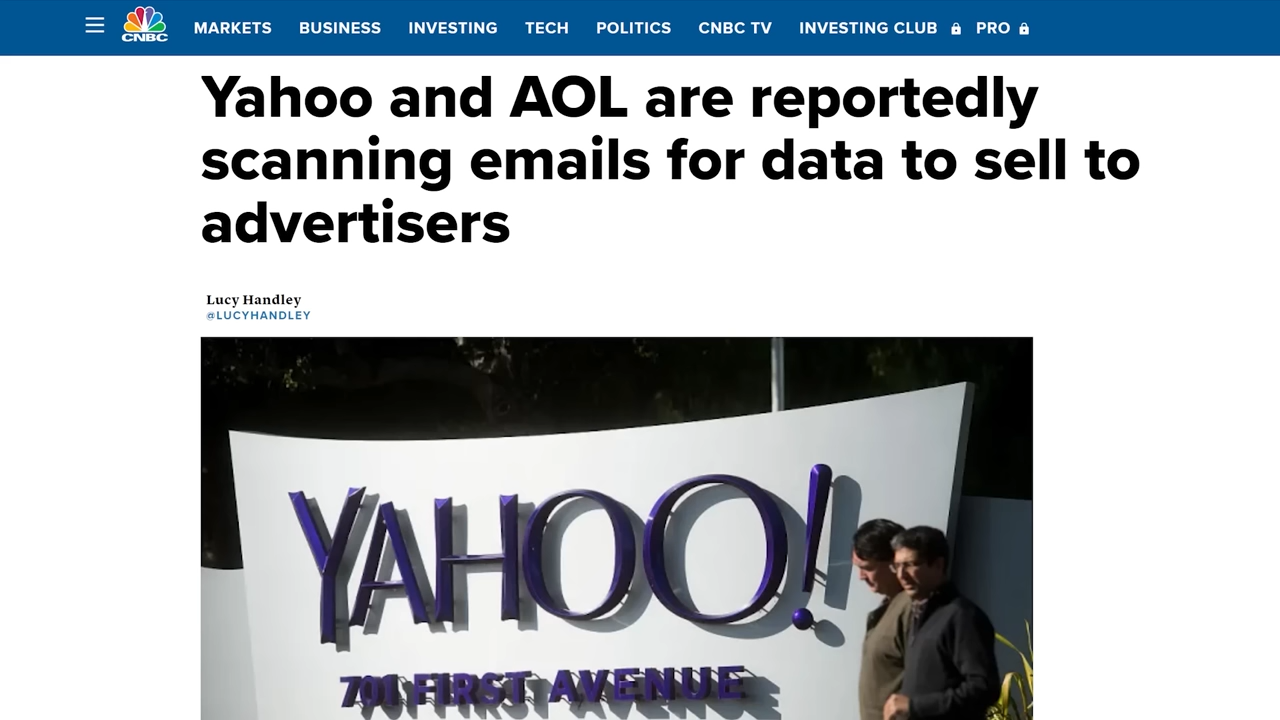 CNBC MARKETS BUSINESS INVESTING TECH POLITICS CNBC TV INVESTING CLUB PRO
Yahoo and AOL are reportedly
scanning emails for data to sell to
advertisers
Lucy Handley
@LUCYHANDLEY
YAHOO!
701 FIRST AVENUE